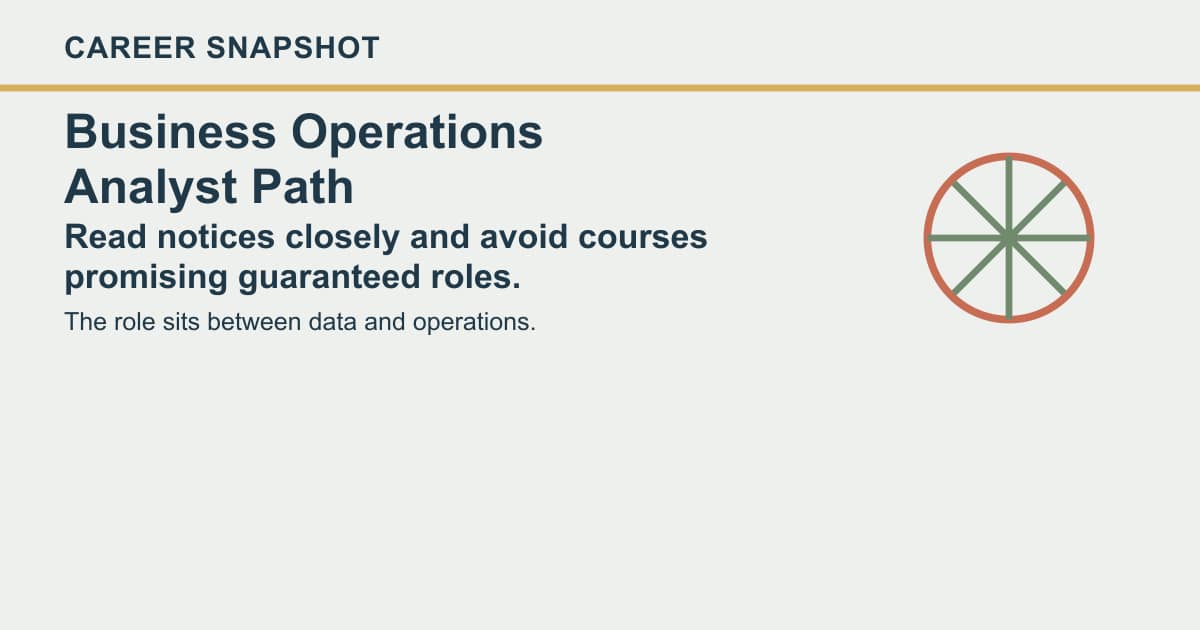 CAREER SNAPSHOT
Business Operations
Analyst Path
Read notices closely and avoid courses
promising guaranteed roles.
The role sits between data and operations.